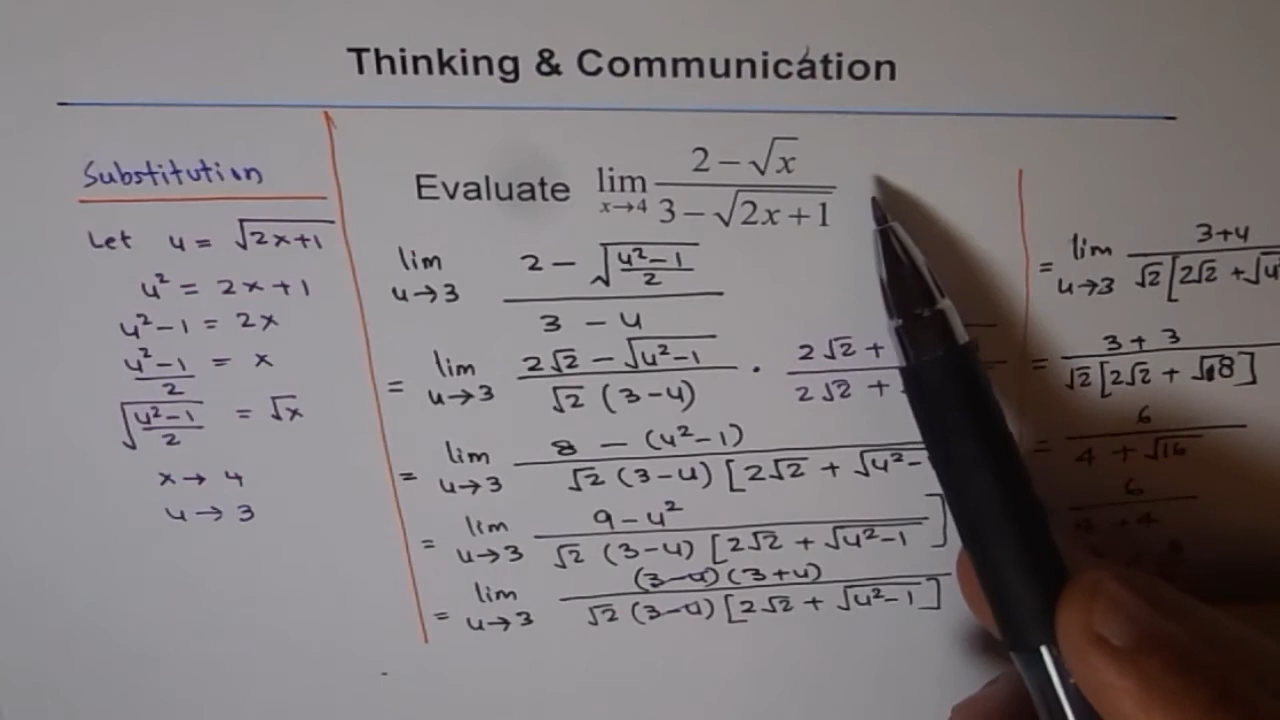 Thinking & Communication
Substitution
Let u = √(2x+1)
u² = 2x + 1
u² - 1 = 2x
(u² - 1)/2 = x
√((u² - 1)/2) = √x
x → 4
u → 3
Evaluate lim x→4 (2 - √x)/(3 - √(2x+1))
lim u→3 (2 - √((u² - 1)/2))/(3 - u)
= lim u→3 (2√2 - √(u² - 1))/(√2 (3 - u)) · (2√2 +)/(2√2 +)
= lim u→3 (8 - (u² - 1))/(√2 (3 - u) [2√2 + √(u² -
= lim u→3 (9 - u²)/(√2 (3 - u) [2√2 + √(u² - 1)])
= lim u→3 ((3 - u)(3 + u))/(√2 (3 - u) [2√2 + √(u² - 1)])
= lim u→3 (3 + u)/(√2 [2√2 + √u
= (3 + 3)/(√2 [2√2 + √8])
= 6/(4 + √16)
6